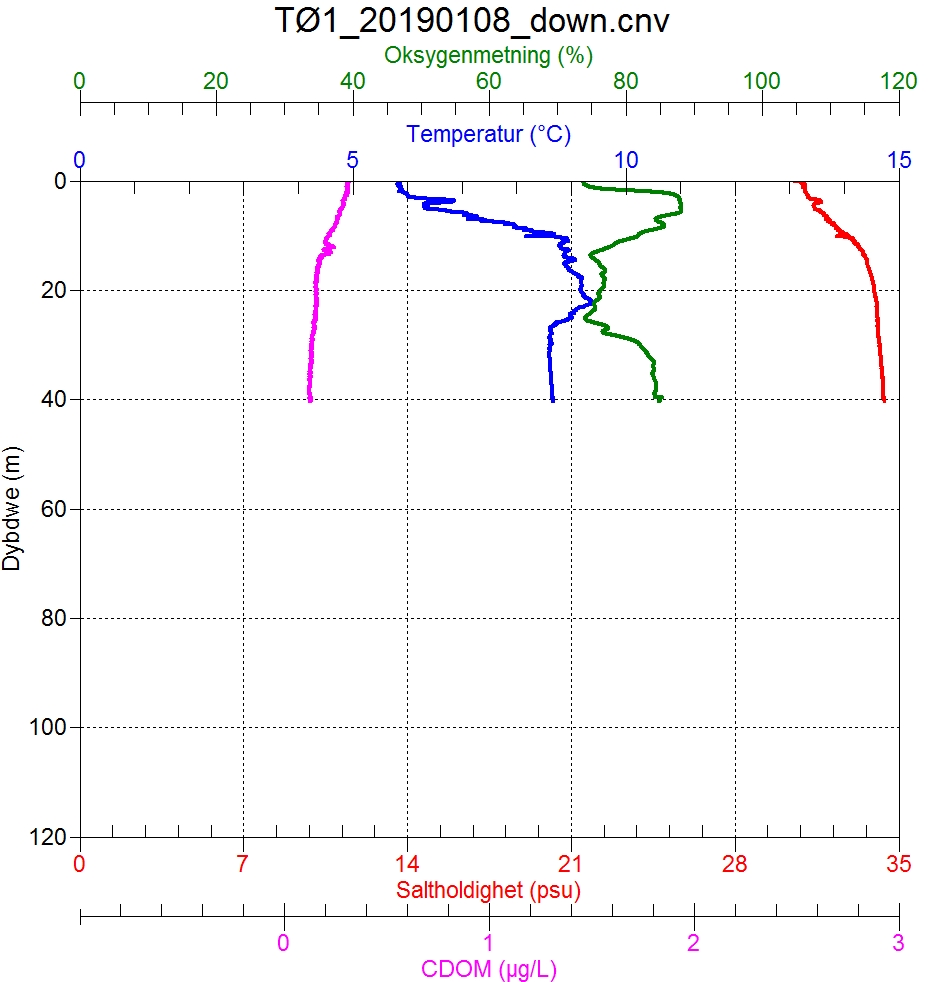 TØ1_20190108_down.cnv
Oksygenmetning (%)
0 20 40 60 80 100 120
Temperatur (°C)
0 5 10 15
0
20
40
60
80
100
120
Dybdwe (m)
0 7 14 21 28 35
Saltholdighet (psu)
0 1 2 3
CDOM (µg/L)